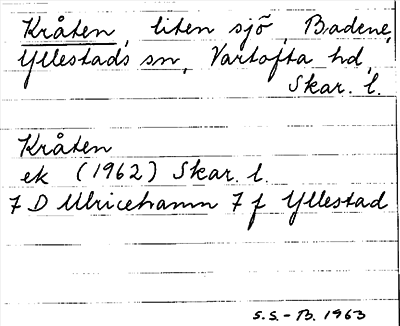 Kråten, liten sjö, Badene,
Yllestads sn, Vartofta hd,
Skar. l.
Kråten
ek (1962) Skar. l.
7 D Ulricehamn 7 f Yllestad
S.S.-B. 1963